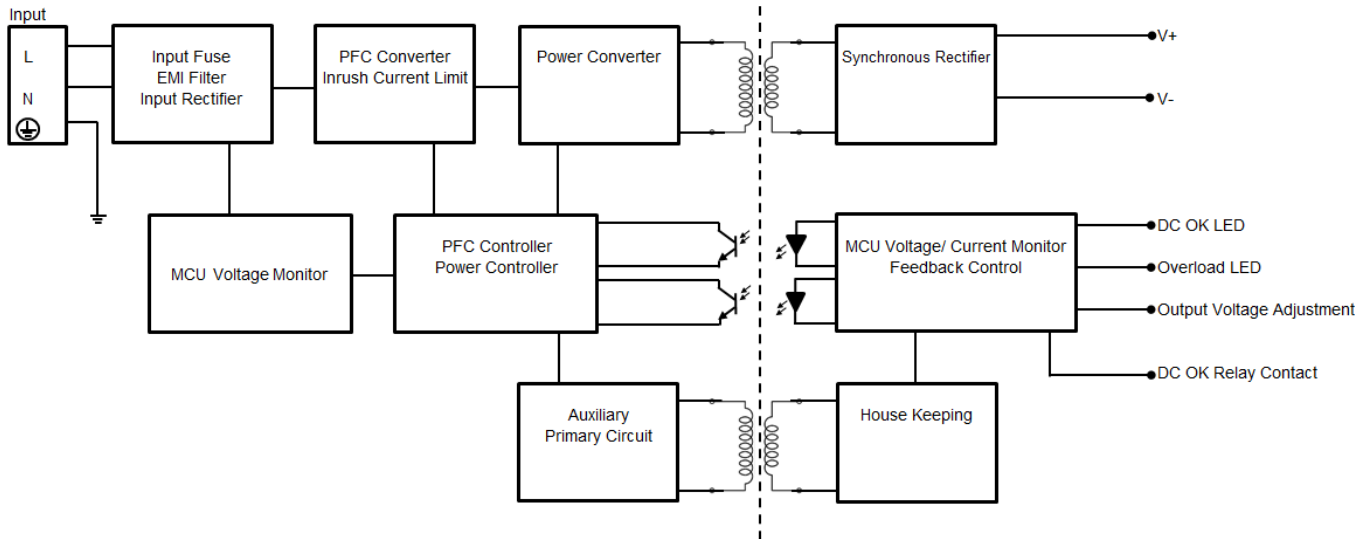 Input
L
N
Input Fuse
EMI Filter
Input Rectifier
PFC Converter
Inrush Current Limit
Power Converter
Synchronous Rectifier
V+
V-
MCU Voltage Monitor
PFC Controller
Power Controller
MCU Voltage/ Current Monitor
Feedback Control
DC OK LED
Overload LED
Output Voltage Adjustment
DC OK Relay Contact
Auxiliary
Primary Circuit
House Keeping